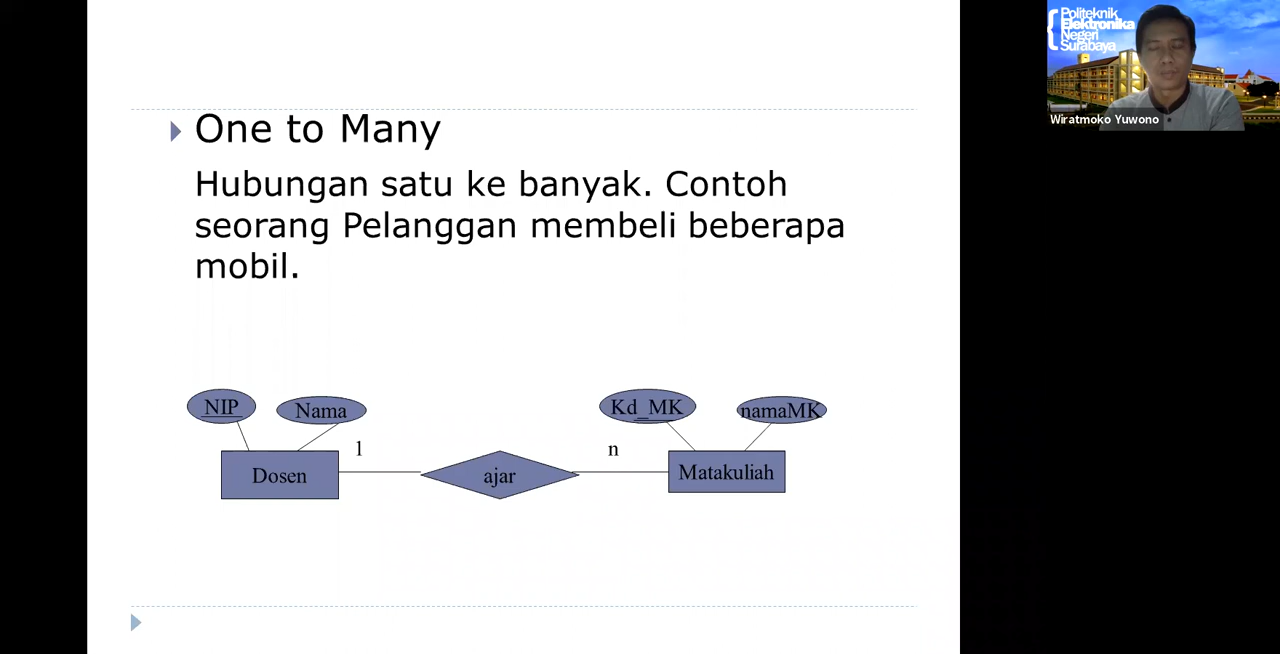 One to Many
Hubungan satu ke banyak. Contoh
seorang Pelanggan membeli beberapa
mobil.
NIP
Nama
Kd_MK
namaMK
1
n
Dosen
ajar
Matakuliah
Politeknik
Elektronika
Negeri
Surabaya
Wiratmoko Yuwono